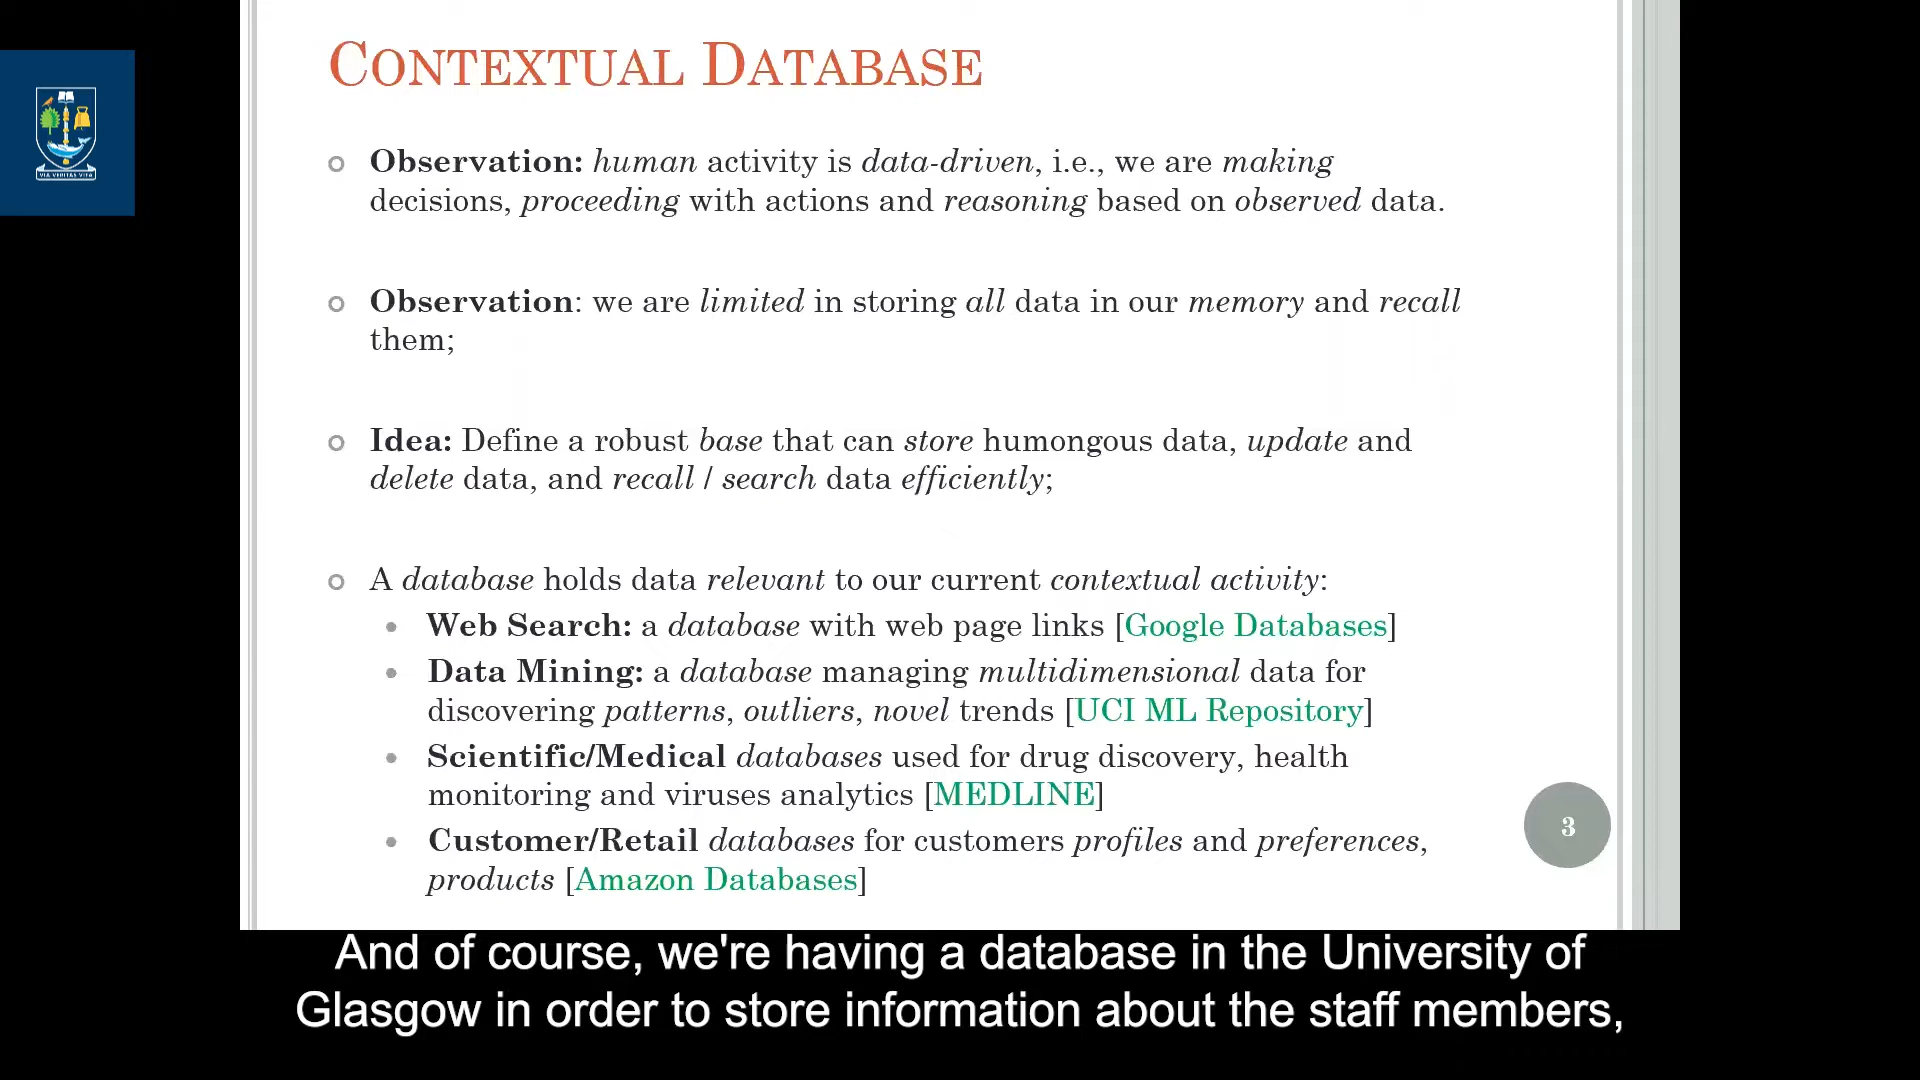 CONTEXTUAL DATABASE
VIA VERITAS VITA
Observation: human activity is data-driven, i.e., we are making
decisions, proceeding with actions and reasoning based on observed data.
Observation: we are limited in storing all data in our memory and recall
them;
Idea: Define a robust base that can store humongous data, update and
delete data, and recall / search data efficiently;
A database holds data relevant to our current contextual activity:
Web Search: a database with web page links [Google Databases]
Data Mining: a database managing multidimensional data for
discovering patterns, outliers, novel trends [UCI ML Repository]
Scientific/Medical databases used for drug discovery, health
monitoring and viruses analytics [MEDLINE]
Customer/Retail databases for customers profiles and preferences,
products [Amazon Databases]
3
And of course, we're having a database in the University of
Glasgow in order to store information about the staff members,